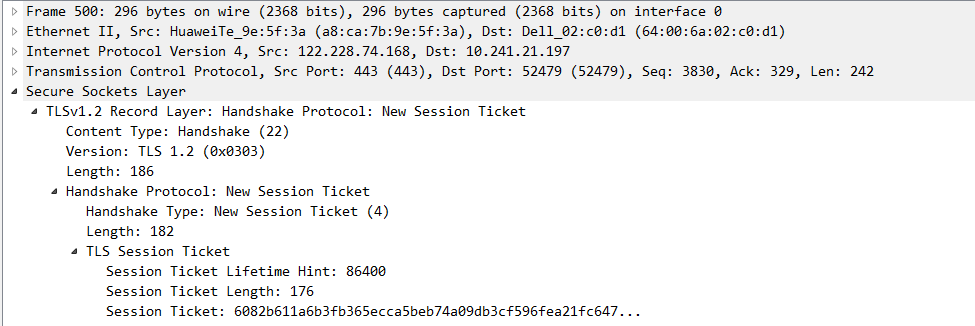 Frame 500: 296 bytes on wire (2368 bits), 296 bytes captured (2368 bits) on interface 0
Ethernet II, Src: HuaweiTe_9e:5f:3a (a8:ca:7b:9e:5f:3a), Dst: Dell_02:c0:d1 (64:00:6a:02:c0:d1)
Internet Protocol Version 4, Src: 122.228.74.168, Dst: 10.241.21.197
Transmission Control Protocol, Src Port: 443 (443), Dst Port: 52479 (52479), Seq: 3830, Ack: 329, Len: 242
Secure Sockets Layer
TLSv1.2 Record Layer: Handshake Protocol: New Session Ticket
Content Type: Handshake (22)
Version: TLS 1.2 (0x0303)
Length: 186
Handshake Protocol: New Session Ticket
Handshake Type: New Session Ticket (4)
Length: 182
TLS Session Ticket
Session Ticket Lifetime Hint: 86400
Session Ticket Length: 176
Session Ticket: 6082b611a6b3fb365ecca5beb74a09db3cf596fea21fc647...